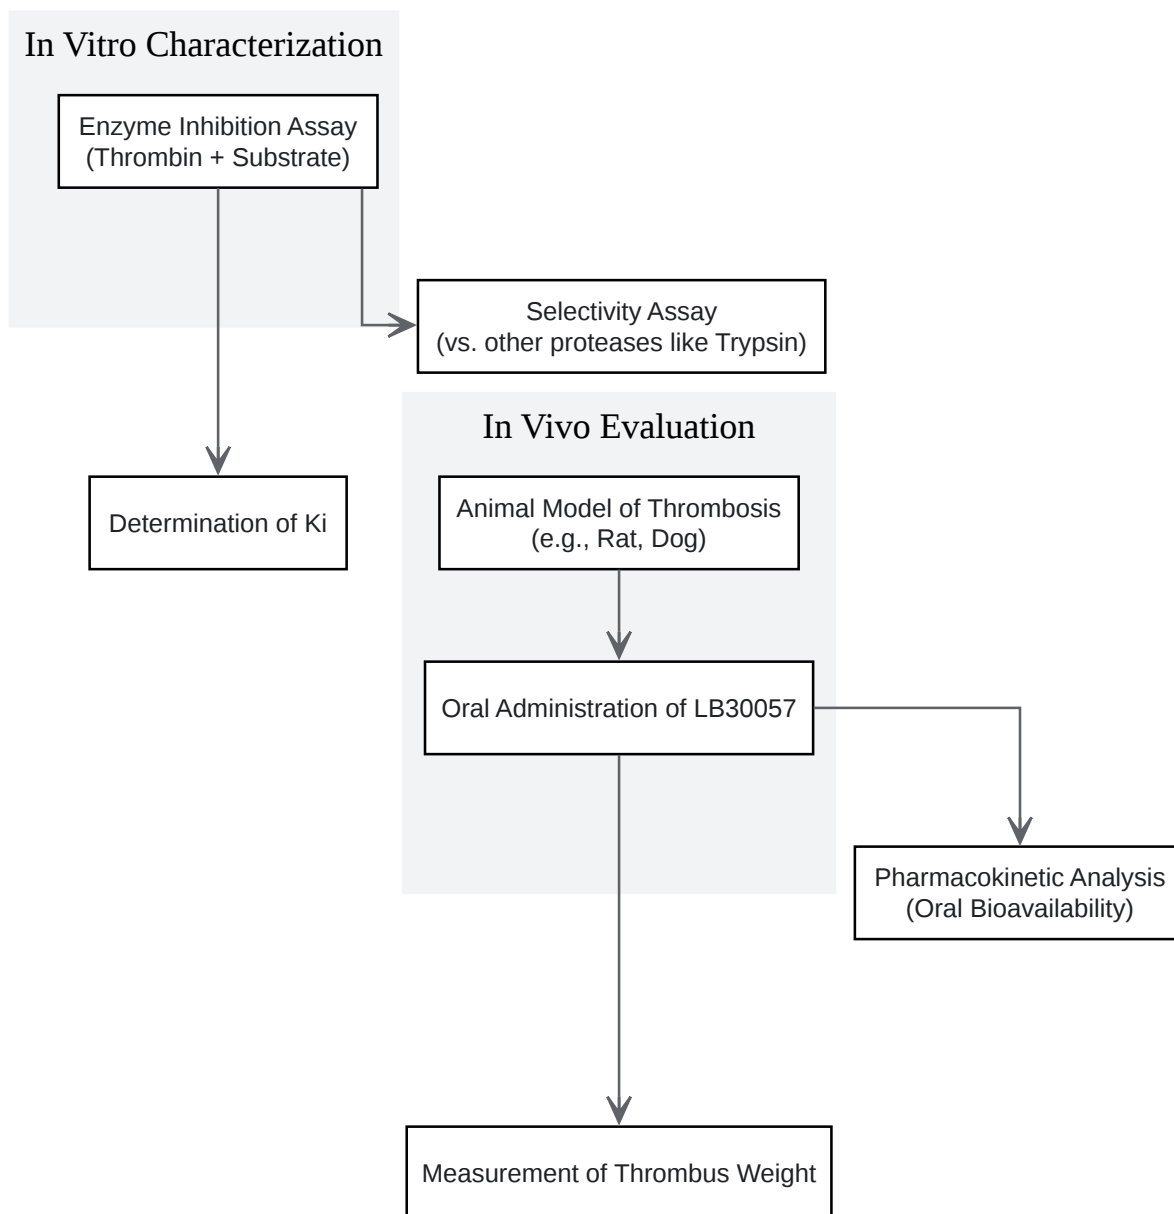 In Vitro Characterization
Enzyme Inhibition Assay
(Thrombin + Substrate)
Selectivity Assay
(vs. other proteases like Trypsin)
In Vivo Evaluation
Determination of Ki
Animal Model of Thrombosis
(e.g., Rat, Dog)
Oral Administration of LB30057
Pharmacokinetic Analysis
(Oral Bioavailability)
Measurement of Thrombus Weight